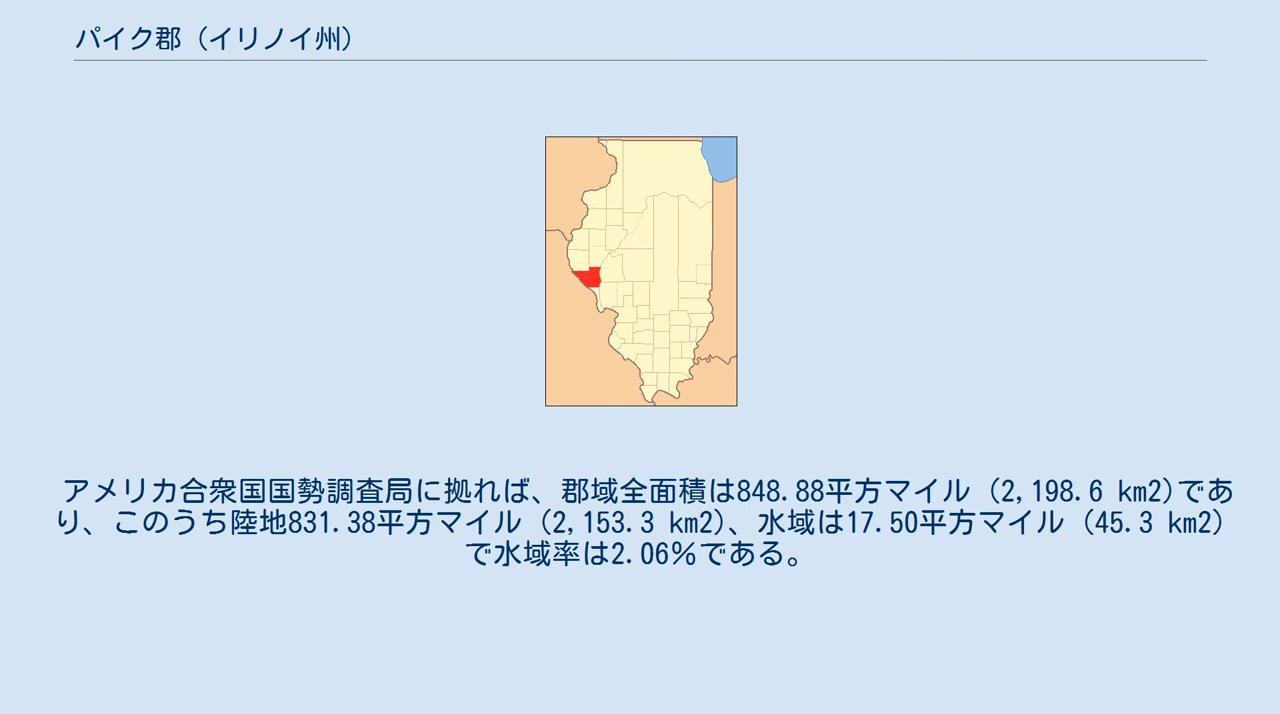 パイク郡（イリノイ州）
アメリカ合衆国国勢調査局に拠れば、郡域全面積は848.88平方マイル (2,198.6 km2)であ
り、このうち陸地831.38平方マイル (2,153.3 km2)、水域は17.50平方マイル (45.3 km2)
で水域率は2.06%である。